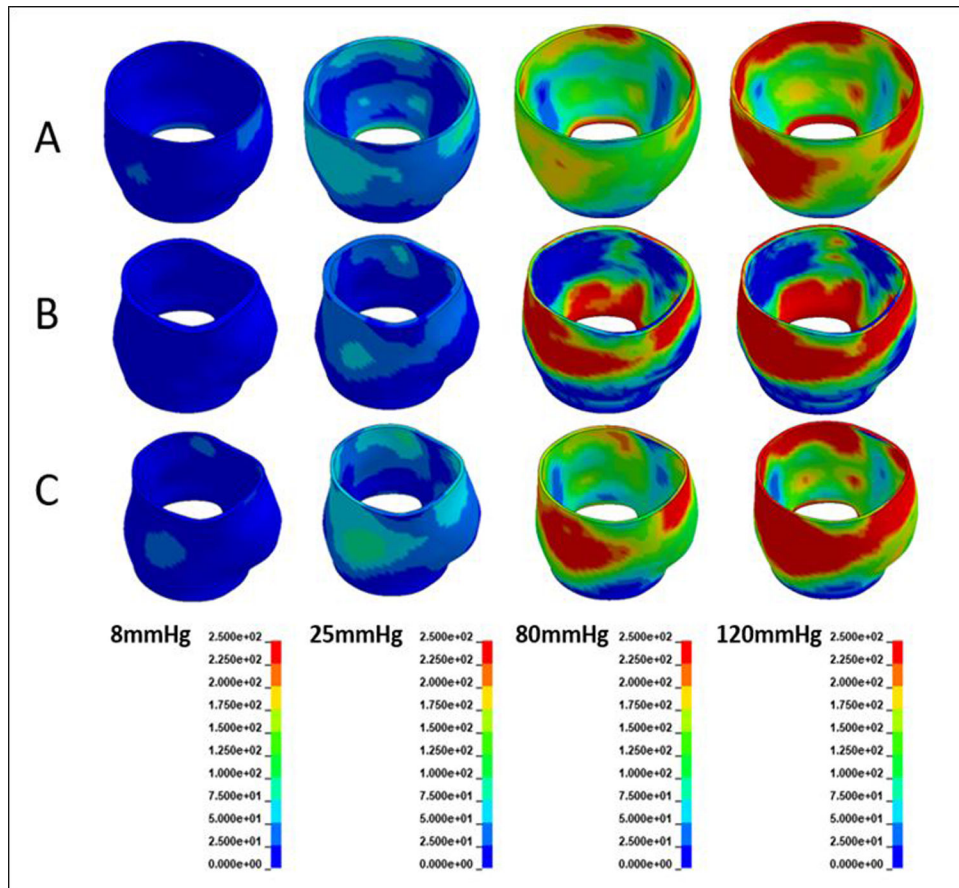 A
B
C
8mmHg 25mmHg 80mmHg 120mmHg
2.500e+02 2.500e+02 2.500e+02 2.500e+02
2.250e+02 2.250e+02 2.250e+02 2.250e+02
2.000e+02 2.000e+02 2.000e+02 2.000e+02
1.750e+02 1.750e+02 1.750e+02 1.750e+02
1.500e+02 1.500e+02 1.500e+02 1.500e+02
1.250e+02 1.250e+02 1.250e+02 1.250e+02
1.000e+02 1.000e+02 1.000e+02 1.000e+02
7.500e+01 7.500e+01 7.500e+01 7.500e+01
5.000e+01 5.000e+01 5.000e+01 5.000e+01
2.500e+01 2.500e+01 2.500e+01 2.500e+01
0.000e+00 0.000e+00 0.000e+00 0.000e+00